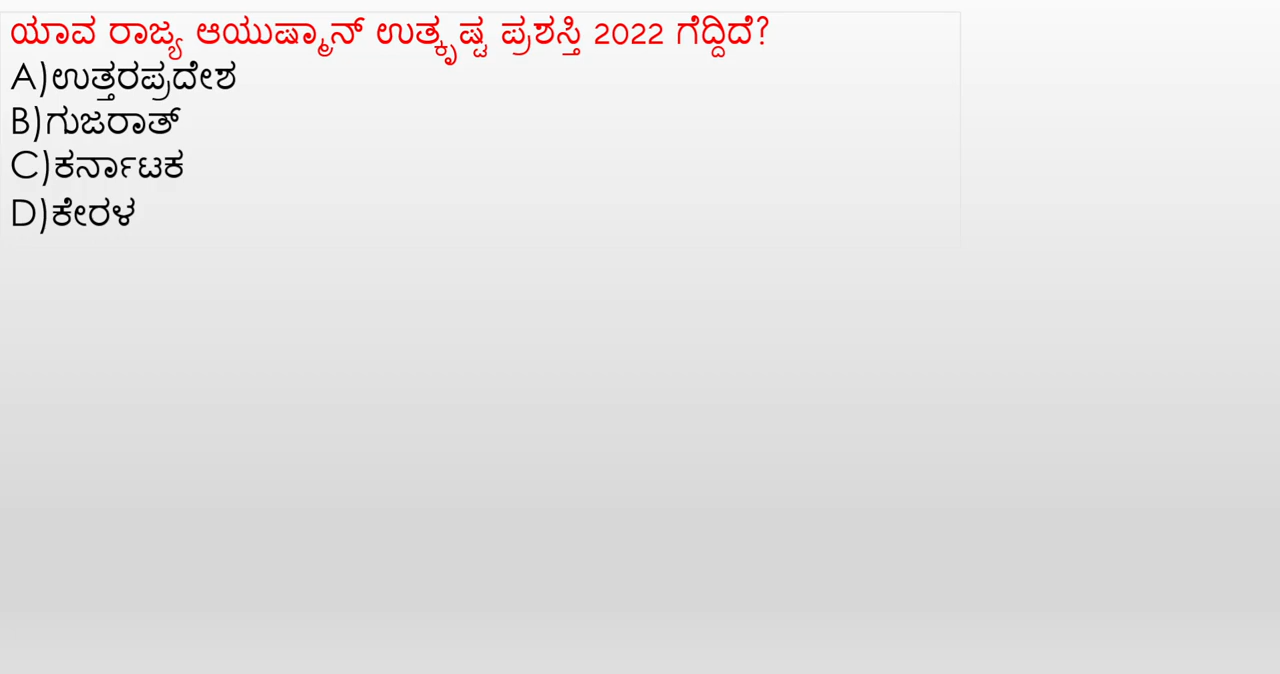 ಯಾವ ರಾಜ್ಯ ಆಯುಷ್ಮಾನ್ ಉತ್ಕೃಷ್ಟ ಪ್ರಶಸ್ತಿ 2022 ಗೆದ್ದಿದೆ?
A)ಉತ್ತರಪ್ರದೇಶ
B)ಗುಜರಾತ್
C)ಕರ್ನಾಟಕ
D)ಕೇರಳ